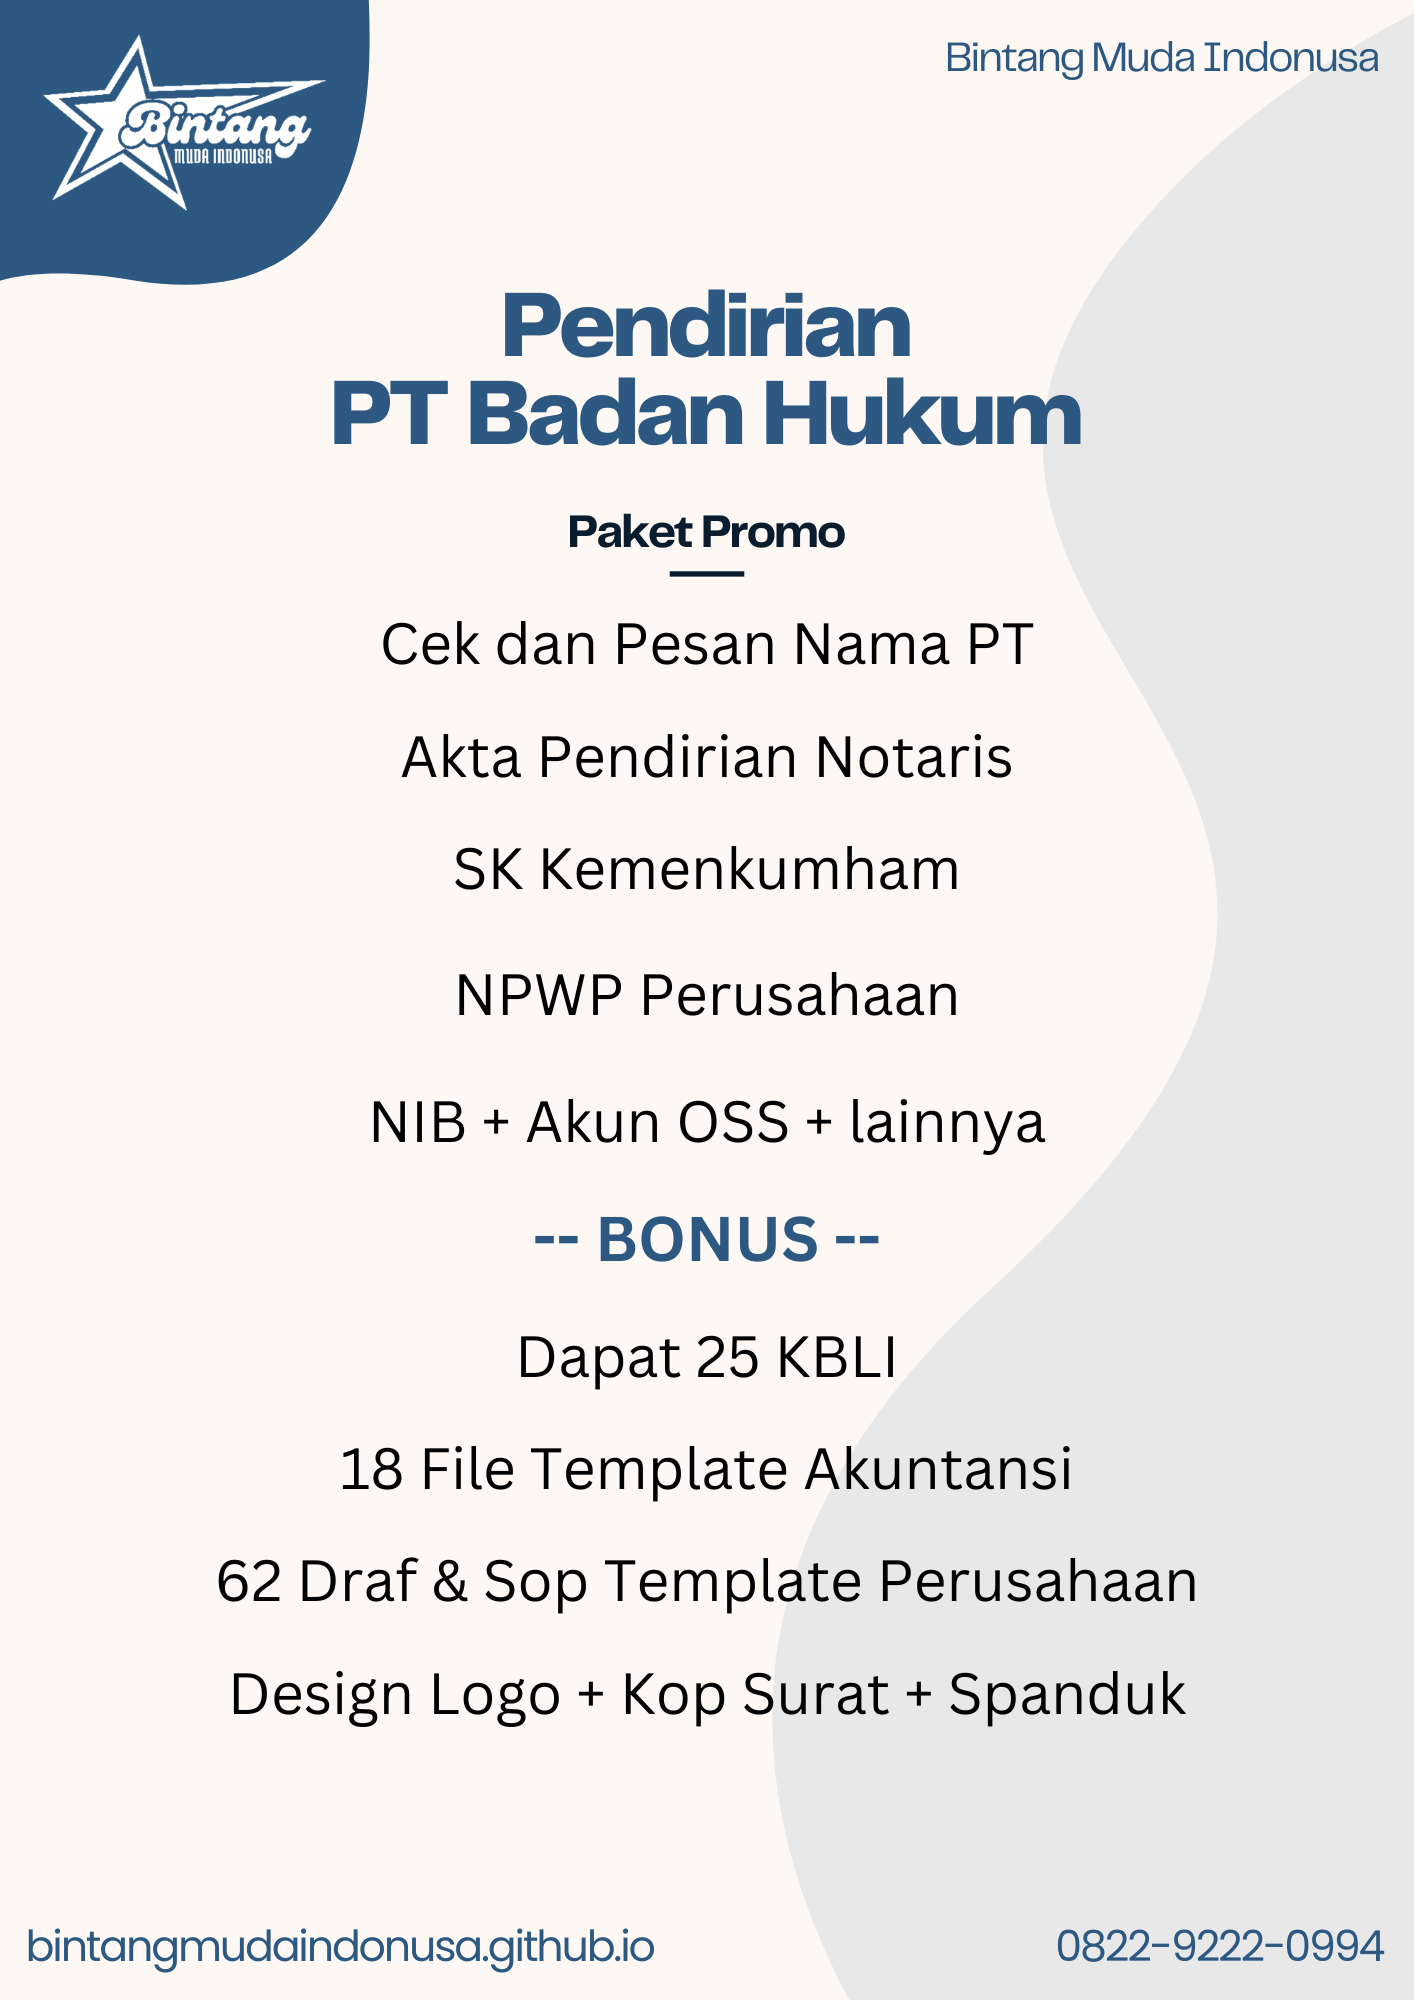 Bintang
MUDA INDONUSA
Bintang Muda Indonusa
Pendirian
PT Badan Hukum
Paket Promo
Cek dan Pesan Nama PT
Akta Pendirian Notaris
SK Kemenkumham
NPWP Perusahaan
NIB + Akun OSS + lainnya
-- BONUS --
Dapat 25 KBLI
18 File Template Akuntansi
62 Draf & Sop Template Perusahaan
Design Logo + Kop Surat + Spanduk
bintangmudaindonusa.github.io
0822-9222-0994